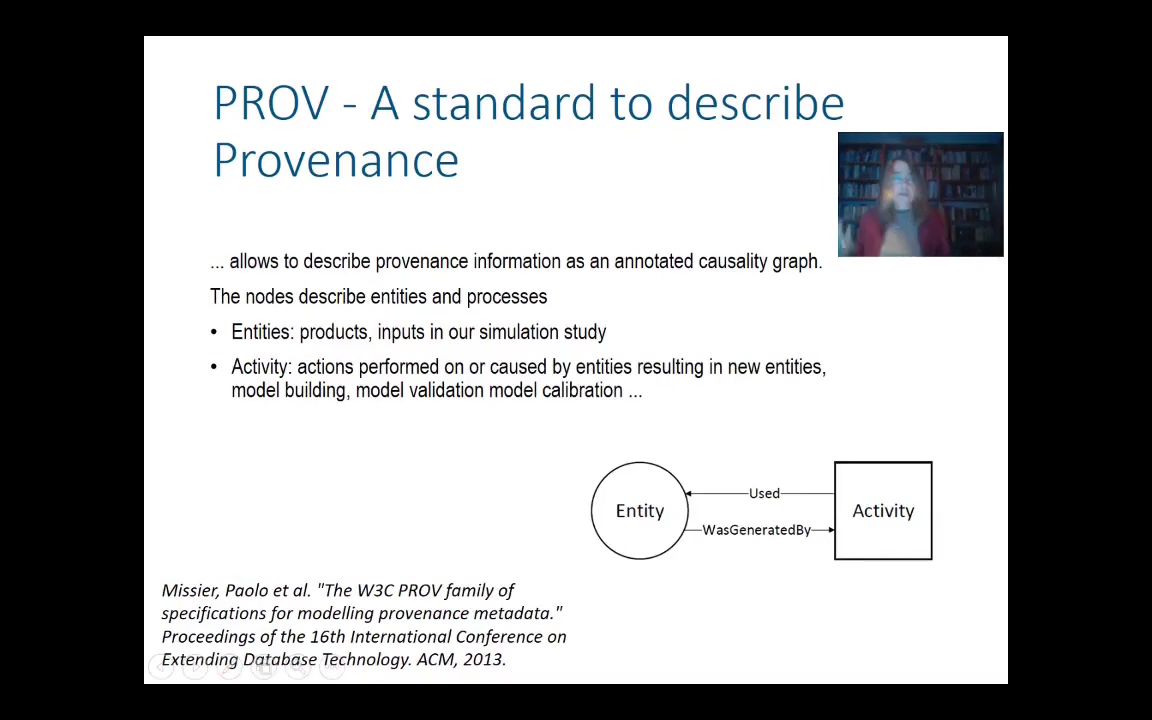 PROV - A standard to describe
Provenance
... allows to describe provenance information as an annotated causality graph.
The nodes describe entities and processes
• Entities: products, inputs in our simulation study
• Activity: actions performed on or caused by entities resulting in new entities,
model building, model validation model calibration ...
Used
Entity
Activity
WasGeneratedBy
Missier, Paolo et al. "The W3C PROV family of
specifications for modelling provenance metadata."
Proceedings of the 16th International Conference on
Extending Database Technology. ACM, 2013.